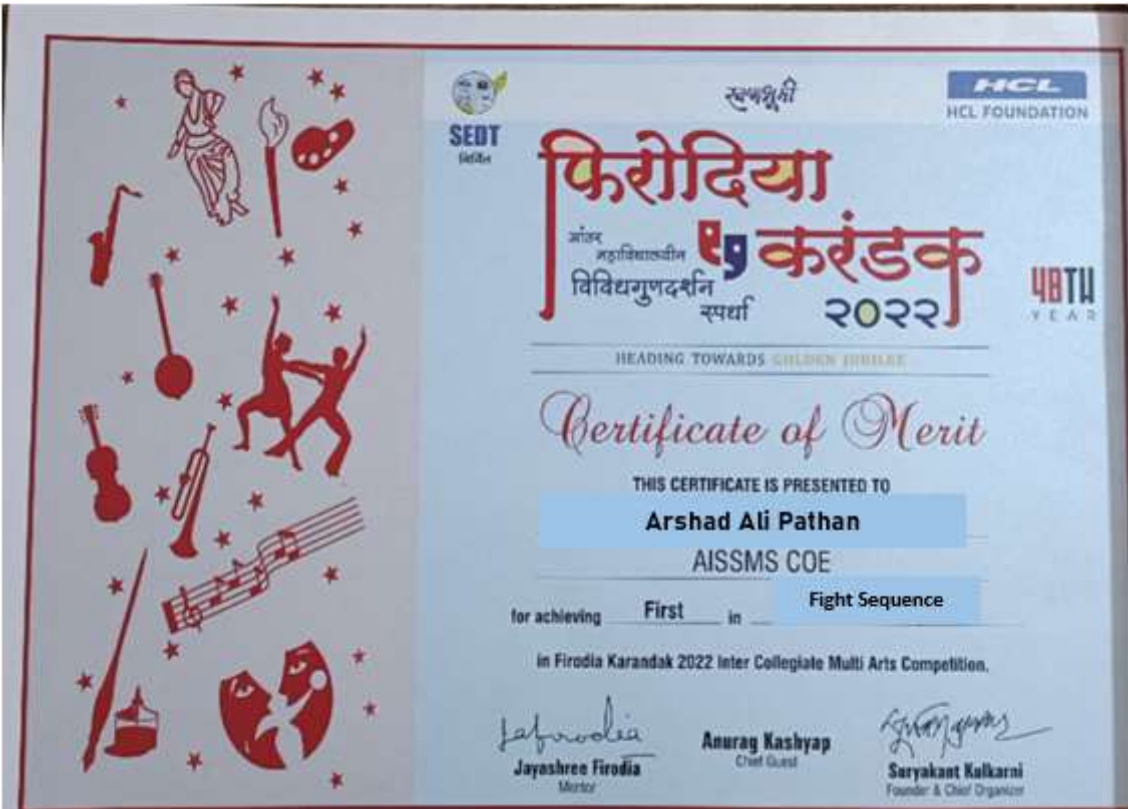 SEDT
निर्मित
स्वप्नभूमी
HCL
HCL FOUNDATION
फिरोदिया
करंडक
आंतर
महाविद्यालयीन
विविधगुणदर्शन
स्पर्धा
२०२२
48TH
YEAR
HEADING TOWARDS GOLDEN JUBILEE
Certificate of Merit
THIS CERTIFICATE IS PRESENTED TO
Arshad Ali Pathan
AISSMS COE
for achieving First in Fight Sequence
in Firodia Karandak 2022 Inter Collegiate Multi Arts Competition.
Jayashree Firodia
Mentor
Anurag Kashyap
Chief Guest
Suryakant Kulkarni
Founder & Chief Organizer